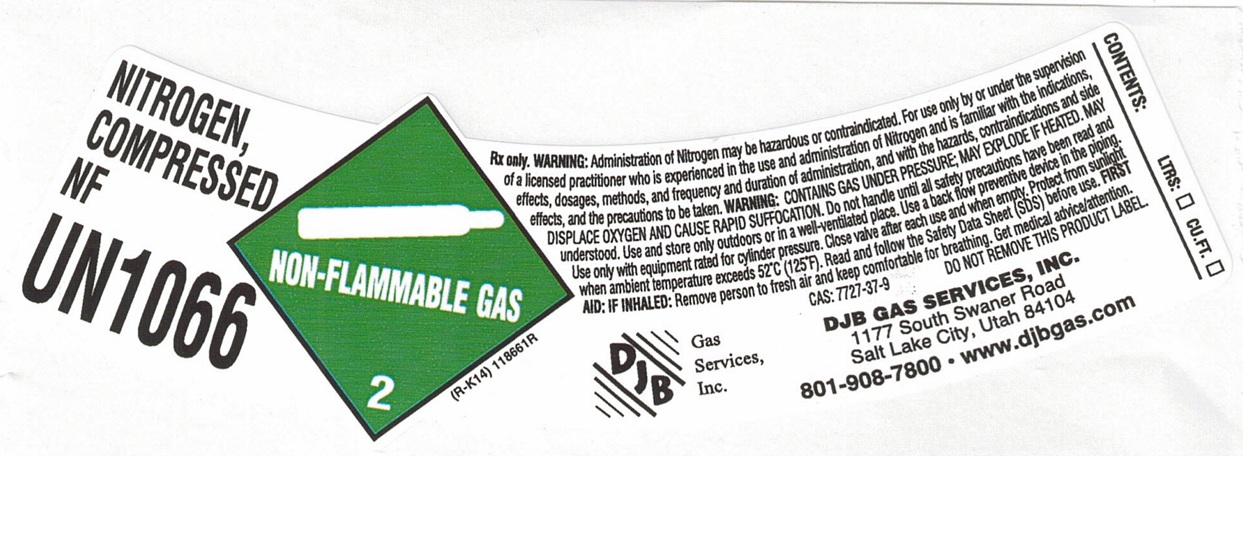 NITROGEN,
COMPRESSED
NF
UN1066
NON-FLAMMABLE GAS
2
(R-K14) 118661R
Rx only. WARNING: Administration of Nitrogen may be hazardous or contraindicated. For use only by or under the supervision
of a licensed practitioner who is experienced in the use and administration of Nitrogen and is familiar with the indications,
effects, dosages, methods, and frequency and duration of administration, and with the hazards, contraindications and side
effects, and the precautions to be taken. WARNING: CONTAINS GAS UNDER PRESSURE; MAY EXPLODE IF HEATED. MAY
DISPLACE OXYGEN AND CAUSE RAPID SUFFOCATION. Do not handle until all safety precautions have been read and
understood. Use and store only outdoors or in a well-ventilated place. Use a back flow preventive device in the piping.
Use only with equipment rated for cylinder pressure. Close valve after each use and when empty. Protect from sunlight
when ambient temperature exceeds 52°C (125°F). Read and follow the Safety Data Sheet (SDS) before use. FIRST
AID: IF INHALED: Remove person to fresh air and keep comfortable for breathing. Get medical advice/attention.
CAS: 7727-37-9
DO NOT REMOVE THIS PRODUCT LABEL.
DJB
Gas
Services,
Inc.
DJB GAS SERVICES, INC.
1177 South Swaner Road
Salt Lake City, Utah 84104
801-908-7800 • www.djbgas.com
CONTENTS:
LTRS: ☐ CU.FT. ☐